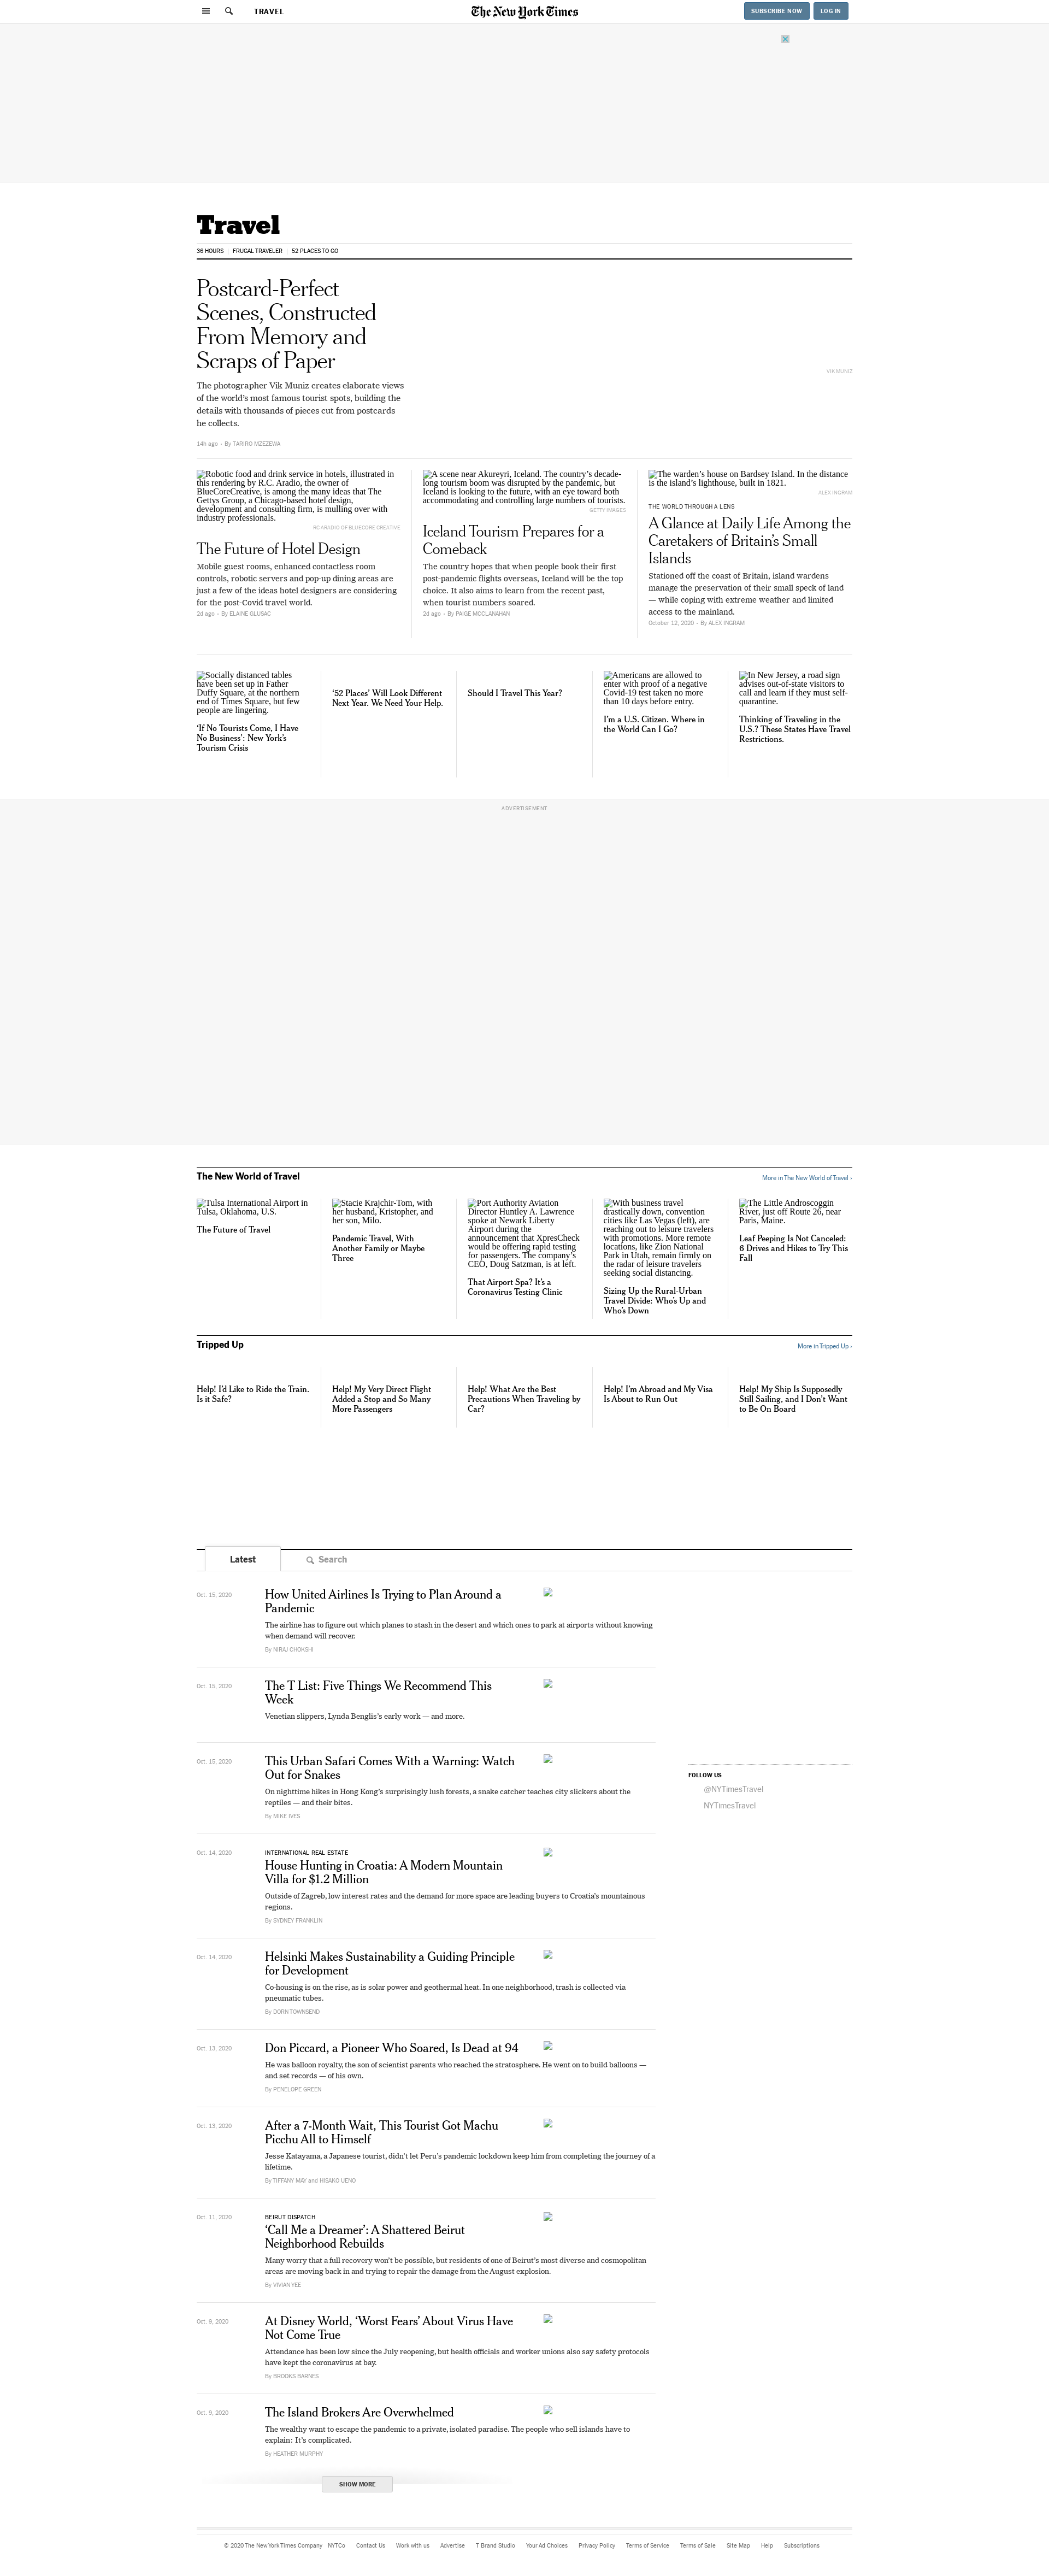 TRAVEL
The New York Times
SUBSCRIBE NOW
LOG IN
Travel
36 HOURS | FRUGAL TRAVELER | 52 PLACES TO GO
Postcard-Perfect
Scenes, Constructed
From Memory and
Scraps of Paper
The photographer Vik Muniz creates elaborate views
of the world's most famous tourist spots, building the
details with thousands of pieces cut from postcards
he collects.
14h ago • By TARIRO MZEZEWA
VIK MUNIZ
Robotic food and drink service in hotels, illustrated in
this rendering by R.C. Aradio, the owner of
BlueCoreCreative, is among the many ideas that The
Gettys Group, a Chicago-based hotel design,
development and consulting firm, is mulling over with
industry professionals.
RC ARADIO OF BLUECORE CREATIVE
The Future of Hotel Design
Mobile guest rooms, enhanced contactless room
controls, robotic servers and pop-up dining areas are
just a few of the ideas hotel designers are considering
for the post-Covid travel world.
2d ago • By ELAINE GLUSAC
A scene near Akureyri, Iceland. The country's decade-
long tourism boom was disrupted by the pandemic, but
Iceland is looking to the future, with an eye toward both
accommodating and controlling large numbers of tourists.
GETTY IMAGES
Iceland Tourism Prepares for a
Comeback
The country hopes that when people book their first
post-pandemic flights overseas, Iceland will be the top
choice. It also aims to learn from the recent past,
when tourist numbers soared.
2d ago • By PAIGE MCCLANAHAN
The warden's house on Bardsey Island. In the distance
is the island's lighthouse, built in 1821.
ALEX INGRAM
THE WORLD THROUGH A LENS
A Glance at Daily Life Among the
Caretakers of Britain's Small
Islands
Stationed off the coast of Britain, island wardens
manage the preservation of their small speck of land
— while coping with extreme weather and limited
access to the mainland.
October 12, 2020 • By ALEX INGRAM
Socially distanced tables
have been set up in Father
Duffy Square, at the northern
end of Times Square, but few
people are lingering.
'If No Tourists Come, I Have
No Business': New York's
Tourism Crisis
'52 Places' Will Look Different
Next Year. We Need Your Help.
Should I Travel This Year?
Americans are allowed to
enter with proof of a negative
Covid-19 test taken no more
than 10 days before entry.
I'm a U.S. Citizen. Where in
the World Can I Go?
In New Jersey, a road sign
advises out-of-state visitors to
call and learn if they must self-
quarantine.
Thinking of Traveling in the
U.S.? These States Have Travel
Restrictions.
ADVERTISEMENT
The New World of Travel
More in The New World of Travel ›
Tulsa International Airport in
Tulsa, Oklahoma, U.S.
The Future of Travel
Stacie Krajchir-Tom, with
her husband, Kristopher, and
her son, Milo.
Pandemic Travel, With
Another Family or Maybe
Three
Port Authority Aviation
Director Huntley A. Lawrence
spoke at Newark Liberty
Airport during the
announcement that XpresCheck
would be offering rapid testing
for passengers. The company's
CEO, Doug Satzman, is at left.
That Airport Spa? It's a
Coronavirus Testing Clinic
With business travel
drastically down, convention
cities like Las Vegas (left), are
reaching out to leisure travelers
with promotions. More remote
locations, like Zion National
Park in Utah, remain firmly on
the radar of leisure travelers
seeking social distancing.
Sizing Up the Rural-Urban
Travel Divide: Who's Up and
Who's Down
The Little Androscoggin
River, just off Route 26, near
Paris, Maine.
Leaf Peeping Is Not Canceled:
6 Drives and Hikes to Try This
Fall
Tripped Up
More in Tripped Up ›
Help! I'd Like to Ride the Train.
Is it Safe?
Help! My Very Direct Flight
Added a Stop and So Many
More Passengers
Help! What Are the Best
Precautions When Traveling by
Car?
Help! I'm Abroad and My Visa
Is About to Run Out
Help! My Ship Is Supposedly
Still Sailing, and I Don't Want
to Be On Board
Latest
Search
Oct. 15, 2020
How United Airlines Is Trying to Plan Around a
Pandemic
The airline has to figure out which planes to stash in the desert and which ones to park at airports without knowing
when demand will recover.
By NIRAJ CHOKSHI
Oct. 15, 2020
The T List: Five Things We Recommend This
Week
Venetian slippers, Lynda Benglis's early work — and more.
Oct. 15, 2020
This Urban Safari Comes With a Warning: Watch
Out for Snakes
On nighttime hikes in Hong Kong's surprisingly lush forests, a snake catcher teaches city slickers about the
reptiles — and their bites.
By MIKE IVES
FOLLOW US
@NYTimesTravel
NYTimesTravel
Oct. 14, 2020
INTERNATIONAL REAL ESTATE
House Hunting in Croatia: A Modern Mountain
Villa for $1.2 Million
Outside of Zagreb, low interest rates and the demand for more space are leading buyers to Croatia's mountainous
regions.
By SYDNEY FRANKLIN
Oct. 14, 2020
Helsinki Makes Sustainability a Guiding Principle
for Development
Co-housing is on the rise, as is solar power and geothermal heat. In one neighborhood, trash is collected via
pneumatic tubes.
By DORN TOWNSEND
Oct. 13, 2020
Don Piccard, a Pioneer Who Soared, Is Dead at 94
He was balloon royalty, the son of scientist parents who reached the stratosphere. He went on to build balloons —
and set records — of his own.
By PENELOPE GREEN
Oct. 13, 2020
After a 7-Month Wait, This Tourist Got Machu
Picchu All to Himself
Jesse Katayama, a Japanese tourist, didn't let Peru's pandemic lockdown keep him from completing the journey of a
lifetime.
By TIFFANY MAY and HISAKO UENO
Oct. 11, 2020
BEIRUT DISPATCH
'Call Me a Dreamer': A Shattered Beirut
Neighborhood Rebuilds
Many worry that a full recovery won't be possible, but residents of one of Beirut's most diverse and cosmopolitan
areas are moving back in and trying to repair the damage from the August explosion.
By VIVIAN YEE
Oct. 9, 2020
At Disney World, 'Worst Fears' About Virus Have
Not Come True
Attendance has been low since the July reopening, but health officials and worker unions also say safety protocols
have kept the coronavirus at bay.
By BROOKS BARNES
Oct. 9, 2020
The Island Brokers Are Overwhelmed
The wealthy want to escape the pandemic to a private, isolated paradise. The people who sell islands have to
explain: It's complicated.
By HEATHER MURPHY
SHOW MORE
© 2020 The New York Times Company NYTCo Contact Us Work with us Advertise T Brand Studio Your Ad Choices Privacy Policy Terms of Service Terms of Sale Site Map Help Subscriptions